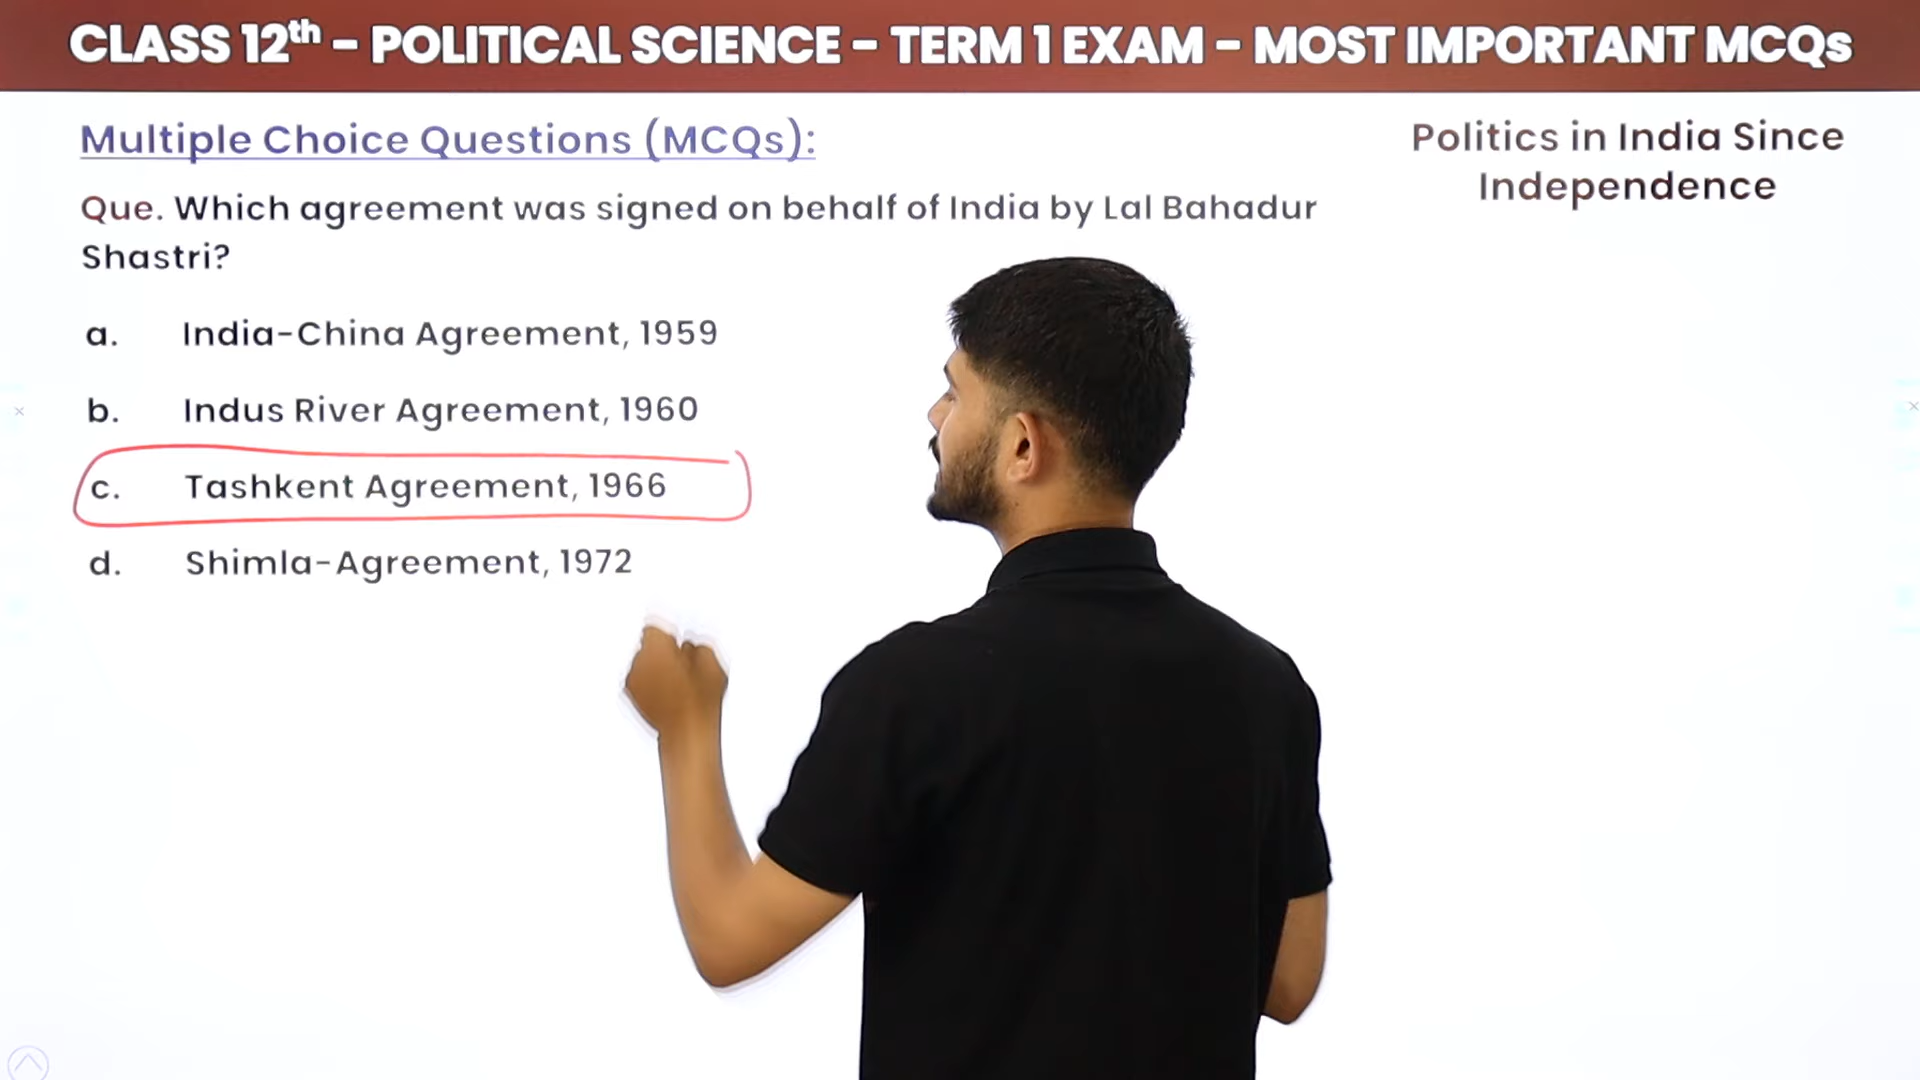 CLASS 12th - POLITICAL SCIENCE - TERM 1 EXAM - MOST IMPORTANT MCQs
Multiple Choice Questions (MCQs):
Politics in India Since
Independence
Que. Which agreement was signed on behalf of India by Lal Bahadur
Shastri?
a. India-China Agreement, 1959
b. Indus River Agreement, 1960
c. Tashkent Agreement, 1966
d. Shimla-Agreement, 1972